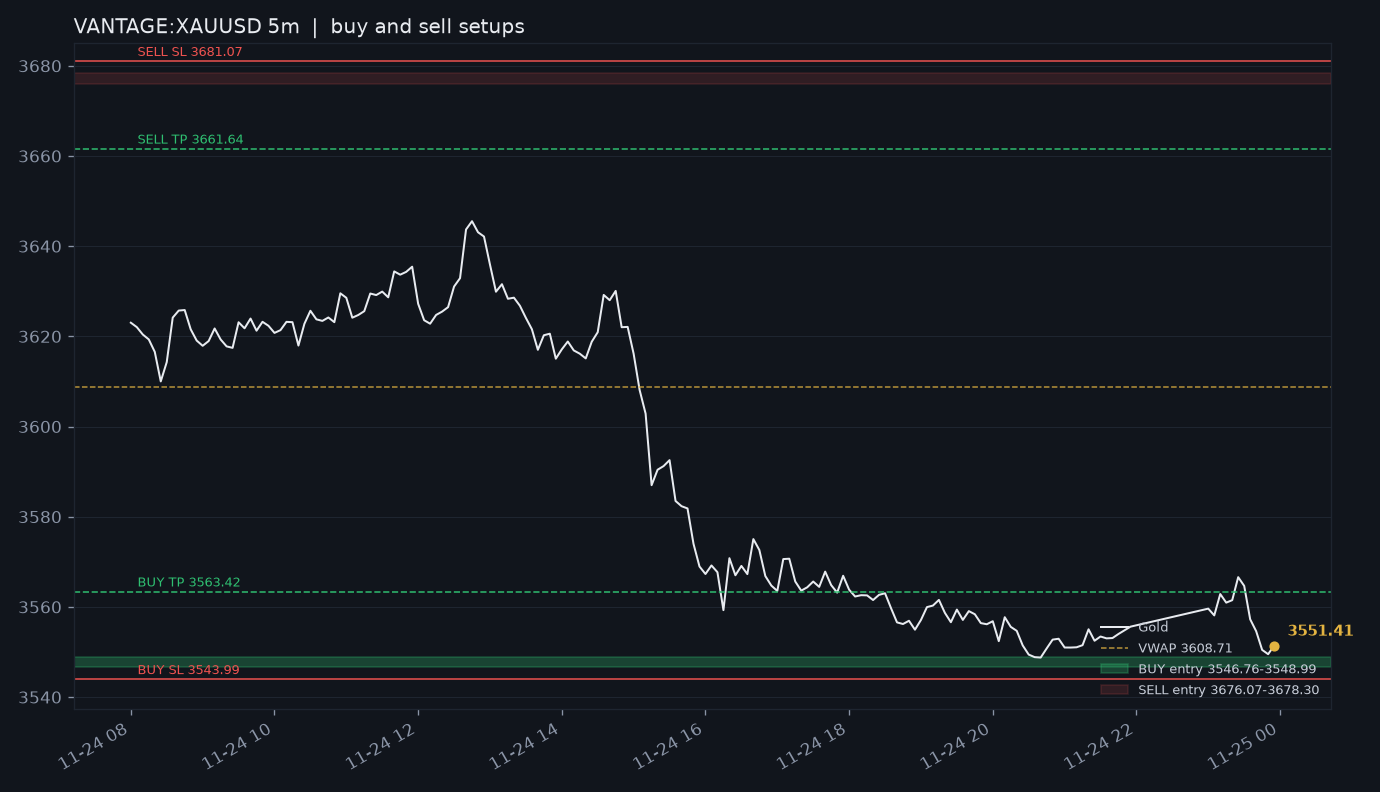 VANTAGE:XAUUSD 5m | buy and sell setups
SELL SL 3681.07
3680
SELL TP 3661.64
3660
3640
3620
3600
3580
BUY TP 3563.42
3560
3551.41
Gold
VWAP 3608.71
BUY entry 3546.76-3548.99
SELL entry 3676.07-3678.30
BUY SL 3543.99
3540
11-24 08
11-24 10
11-24 12
11-24 14
11-24 16
11-24 18
11-24 20
11-24 22
11-25 00